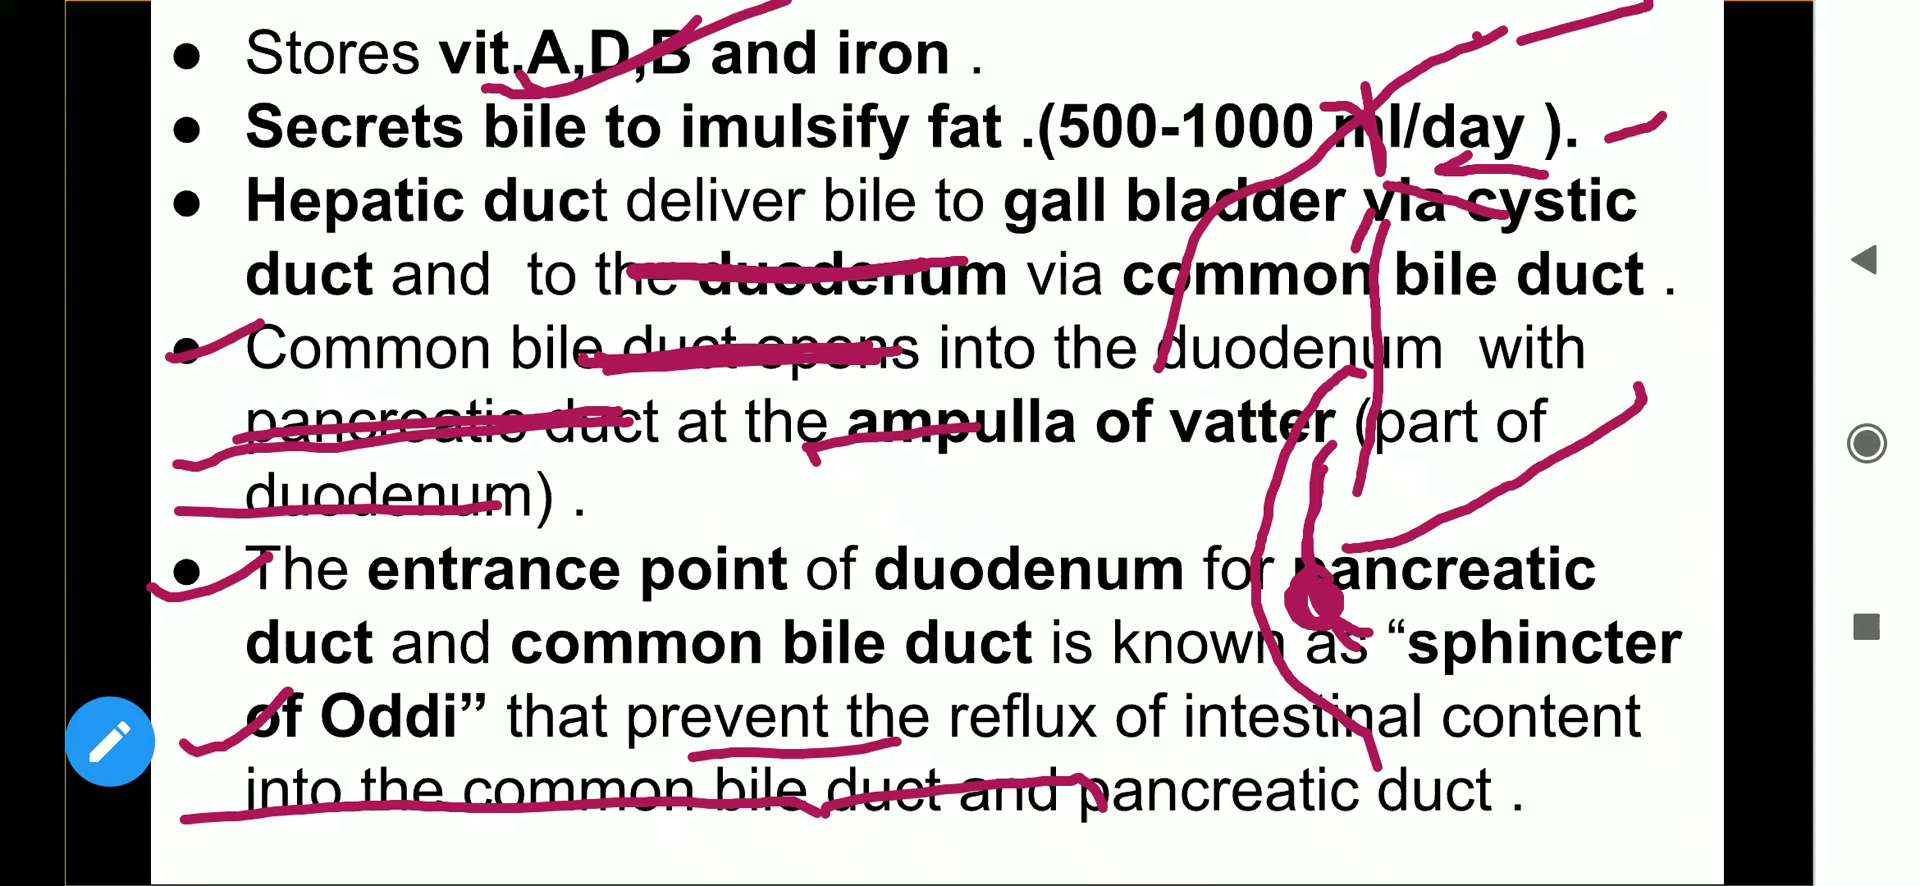 ● Stores vit.A,D,B and iron .
● Secrets bile to imulsify fat .(500-1000 ml/day ).
● Hepatic duct deliver bile to gall bladder via cystic
duct and  to the duodenum via common bile duct .
● Common bile duct opens into the duodenum  with
pancreatic duct at the ampulla of vatter (part of
duodenum) .
● The entrance point of duodenum for pancreatic
duct and common bile duct is known as “sphincter
of Oddi” that prevent the reflux of intestinal content
into the common bile duct and pancreatic duct .